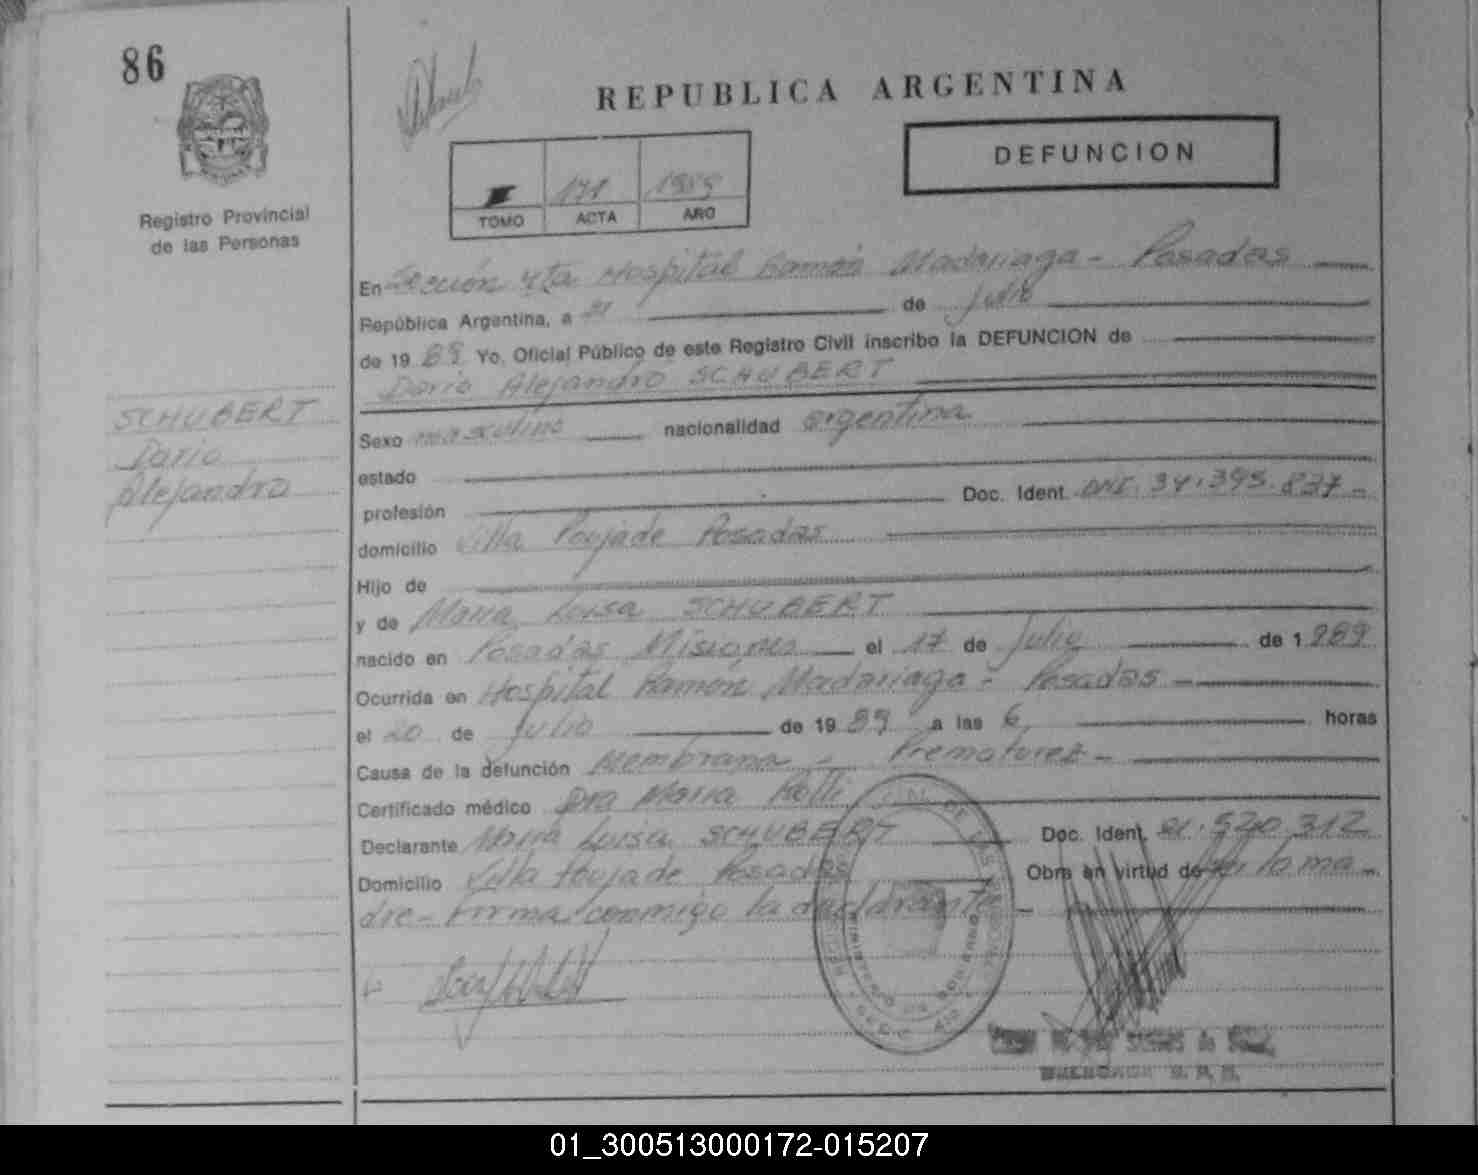 86
REPUBLICA ARGENTINA
DEFUNCION
171 1989
TOMO ACTA AÑO
Registro Provincial
de las Personas
En Sección 4ta Hospital Ramón Madariaga - Posadas
República Argentina, a 21 de Julio
de 1989 Yo, Oficial Público de este Registro Civil inscribo la DEFUNCION de
Dario Alejandro SCHUBERT
SCHUBERT
Dario
Alejandro
Sexo masculino nacionalidad argentina
estado
profesión Doc. Ident. DNI. 34.395.837 -
domicilio Villa Poujade Posadas
Hijo de
y de Maria Luisa SCHUBERT
nacido en Posadas Misiones el 17 de Julio de 1989
Ocurrida en Hospital Ramón Madariaga - Posadas -
el 20 de Julio de 1989 a las 6 horas
Causa de la defunción Membrana - Prematurez -
Certificado médico Dra Maria
Declarante Maria Luisa SCHUBERT Doc. Ident. 21.520.312
Domicilio Villa Poujade Posadas Obra en virtud de ser la ma-
dre - Firma conmigo la declarante -
01_300513000172-015207